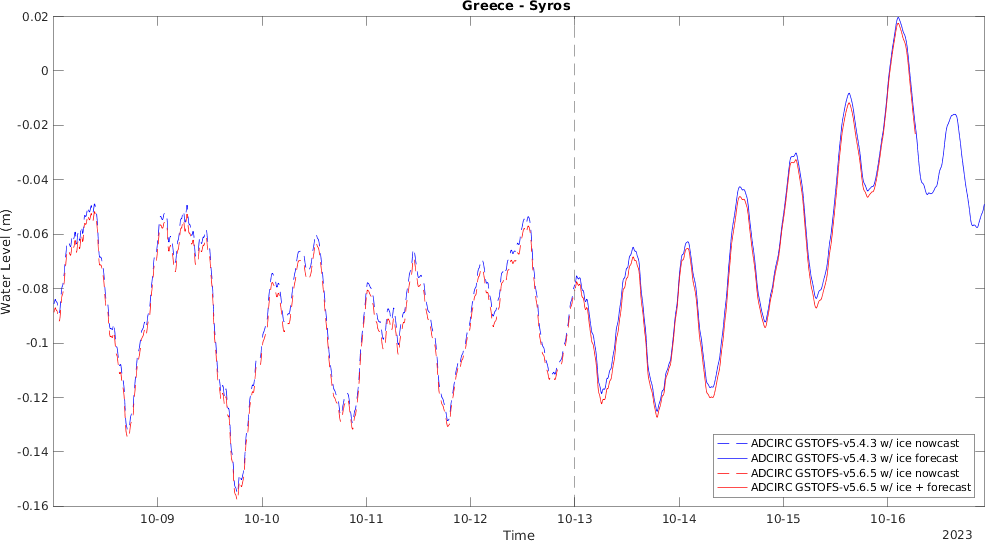 Greece - Syros
0.02
0
-0.02
-0.04
-0.06
-0.08
-0.1
-0.12
-0.14
-0.16
Water Level (m)
10-09
10-10
10-11
10-12
10-13
10-14
10-15
10-16
Time
2023
ADCIRC GSTOFS-v5.4.3 w/ ice nowcast
ADCIRC GSTOFS-v5.4.3 w/ ice forecast
ADCIRC GSTOFS-v5.6.5 w/ ice nowcast
ADCIRC GSTOFS-v5.6.5 w/ ice + forecast